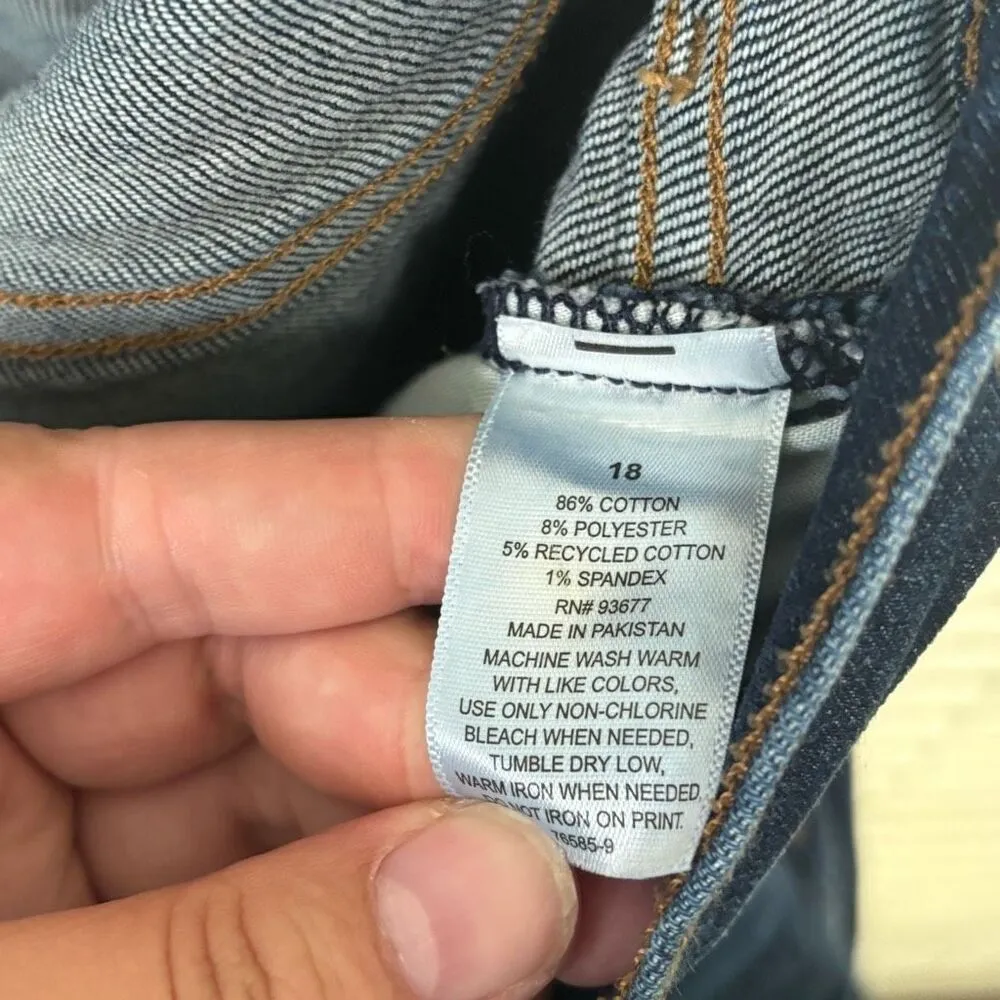 18
86% COTTON
8% POLYESTER
5% RECYCLED COTTON
1% SPANDEX
RN# 93677
MADE IN PAKISTAN
MACHINE WASH WARM
WITH LIKE COLORS,
USE ONLY NON-CHLORINE
BLEACH WHEN NEEDED,
TUMBLE DRY LOW,
WARM IRON WHEN NEEDED,
DO NOT IRON ON PRINT.
76585-9